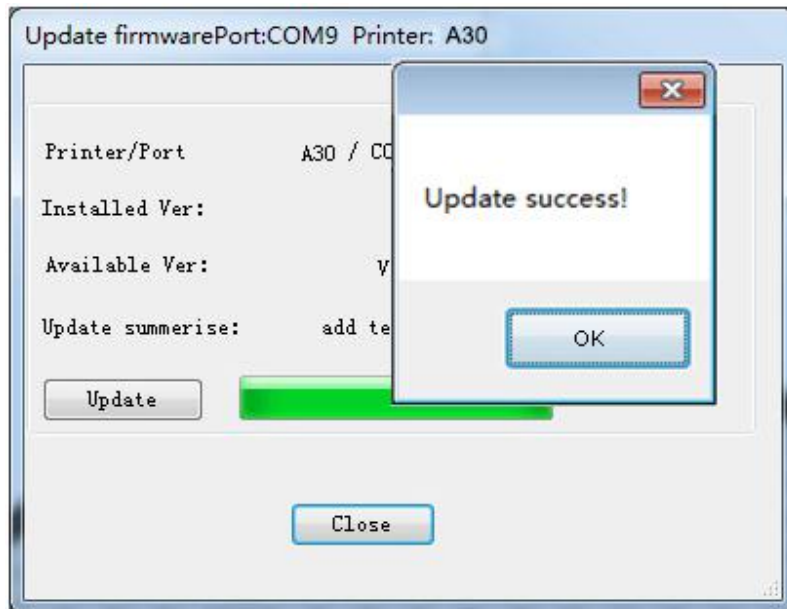 Update firmwarePort:COM9 Printer: A30
Printer/Port A30 / CO
Installed Ver:
Available Ver: V
Update summerise: add te
Update
Close
Update success!
OK